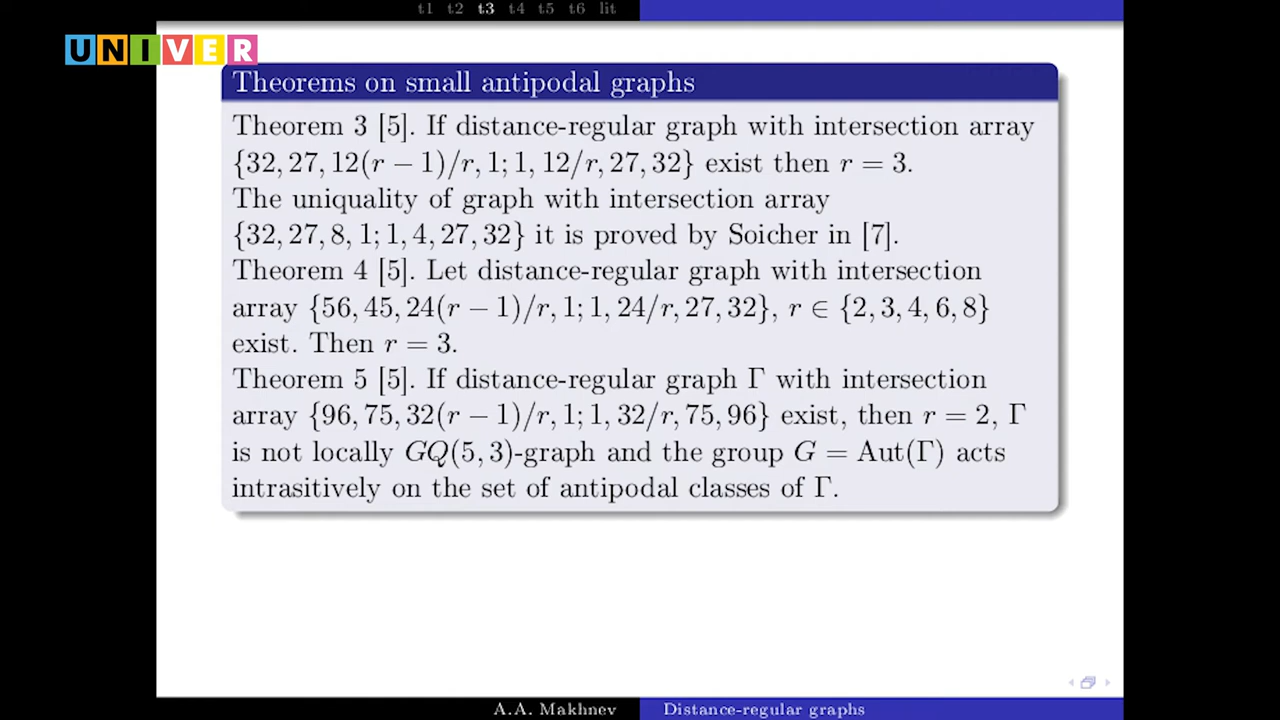 t1 t2 t3 t4 t5 t6 lit
UNIVER
Theorems on small antipodal graphs
Theorem 3 [5]. If distance-regular graph with intersection array
{32, 27, 12(r − 1)/r, 1; 1, 12/r, 27, 32} exist then r = 3.
The uniquality of graph with intersection array
{32, 27, 8, 1; 1, 4, 27, 32} it is proved by Soicher in [7].
Theorem 4 [5]. Let distance-regular graph with intersection
array {56, 45, 24(r − 1)/r, 1; 1, 24/r, 27, 32}, r ∈ {2, 3, 4, 6, 8}
exist. Then r = 3.
Theorem 5 [5]. If distance-regular graph Γ with intersection
array {96, 75, 32(r − 1)/r, 1; 1, 32/r, 75, 96} exist, then r = 2, Γ
is not locally GQ(5, 3)-graph and the group G = Aut(Γ) acts
intrasitively on the set of antipodal classes of Γ.
A.A. Makhnev Distance-regular graphs